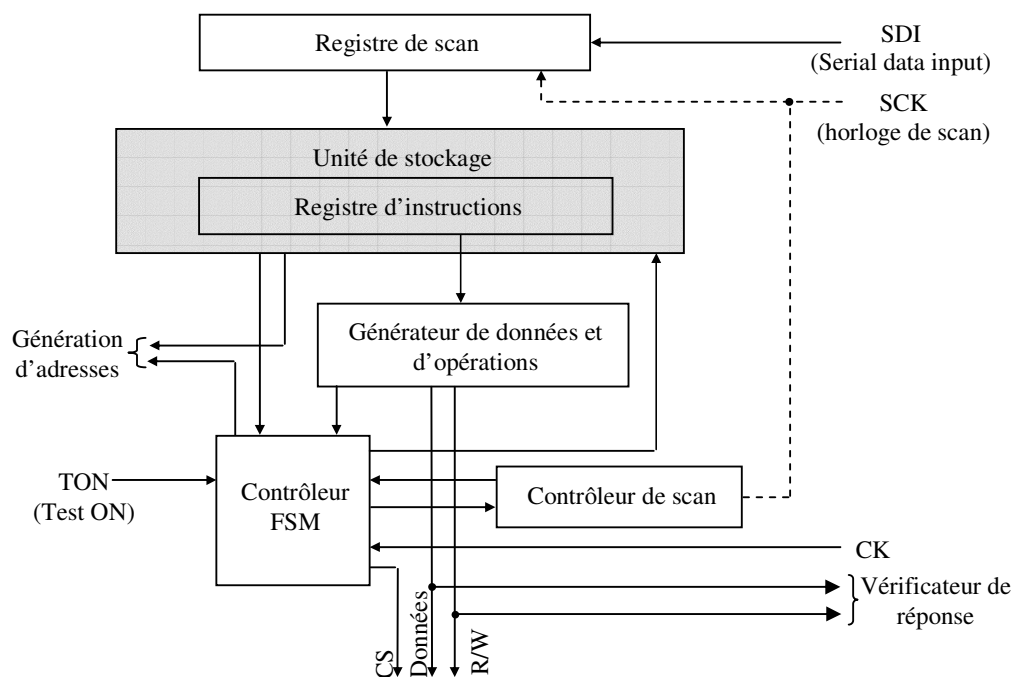 Registre de scan
SDI
(Serial data input)
SCK
(horloge de scan)
Unité de stockage
Registre d’instructions
Générateur de données et
d’opérations
Génération
d’adresses
TON
(Test ON)
Contrôleur
FSM
Contrôleur de scan
CK
Vérificateur de
réponse
CS
Données
R/W